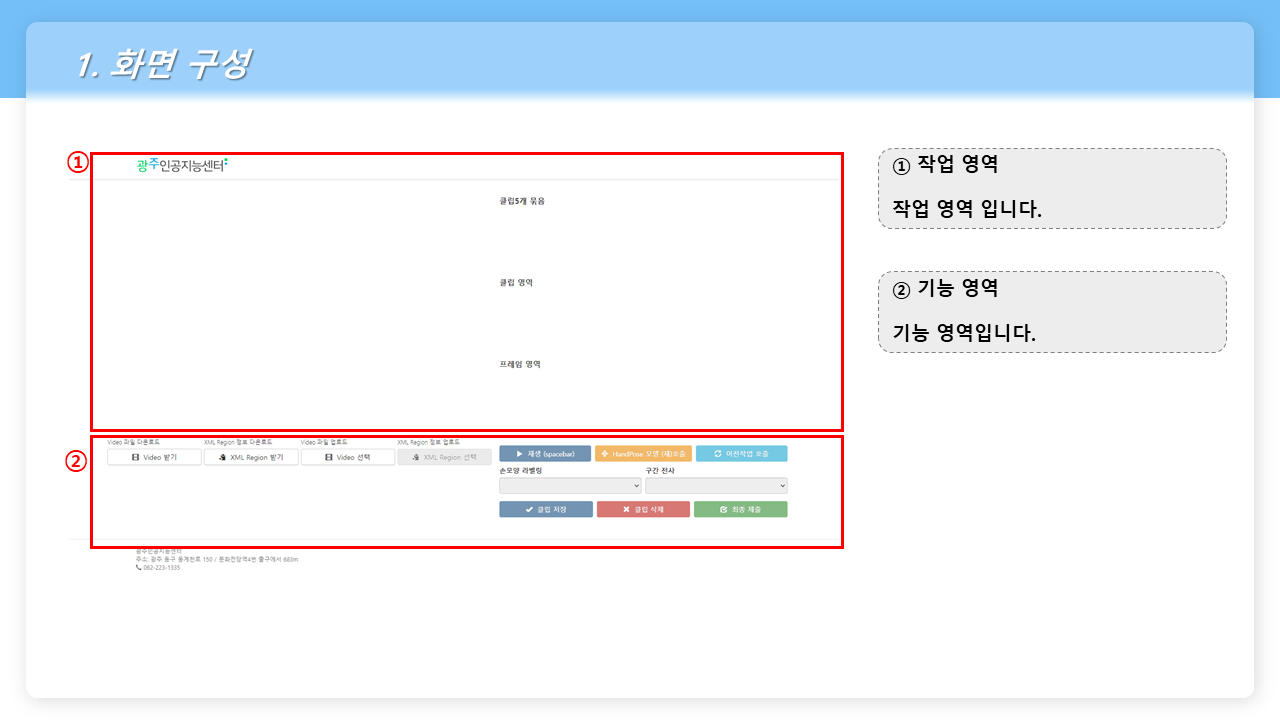 1. 화면 구성
①
광주인공지능센터
클립5개 묶음
클립 영역
프레임 영역
②
Video 파일 다운로드
XML Region 정보 다운로드
Video 파일 업로드
XML Region 정보 업로드
Video 받기
XML Region 받기
Video 선택
XML Region 선택
재생 (spacebar)
HandPose 모델 (재)호출
이전작업 호출
손모양 라벨링
구간 전사
클립 저장
클립 삭제
최종 제출
광주인공지능센터
주소: 광주 동구 동계천로 150 / 문화전당역4번 출구에서 683m
062-223-1335
① 작업 영역
작업 영역 입니다.
② 기능 영역
기능 영역입니다.